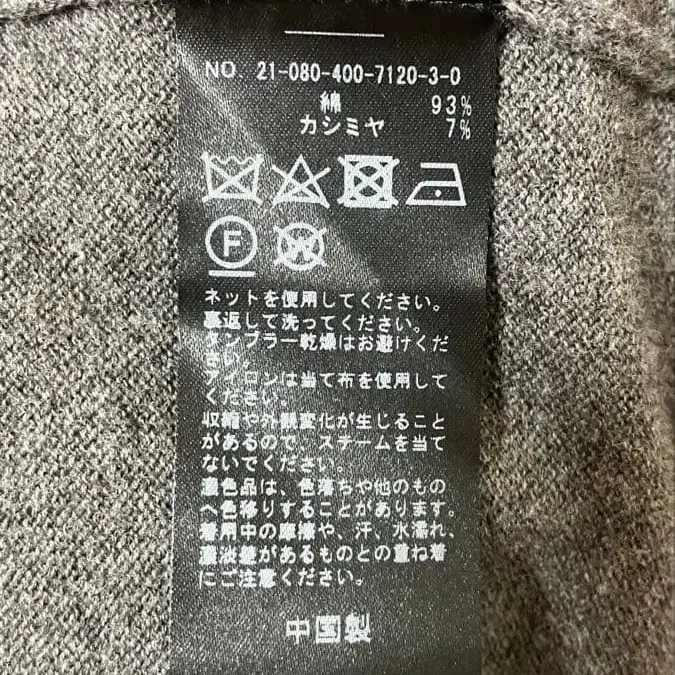 NO. 21-080-400-7120-3-0
綿 93%
カシミヤ 7%
F
ネットを使用してください。
裏返して洗ってください。
タンブラー乾燥はお避けくだ
さい。
アイロンは当て布を使用して
ください。
収縮や外観変化が生じること
があるので、スチームを当て
ないでください。
濃色品は、色落ちや他のもの
へ色移りすることがあります。
着用中の摩擦や、汗、水濡れ、
濃淡差があるものとの重ね着
にご注意ください。
中国製